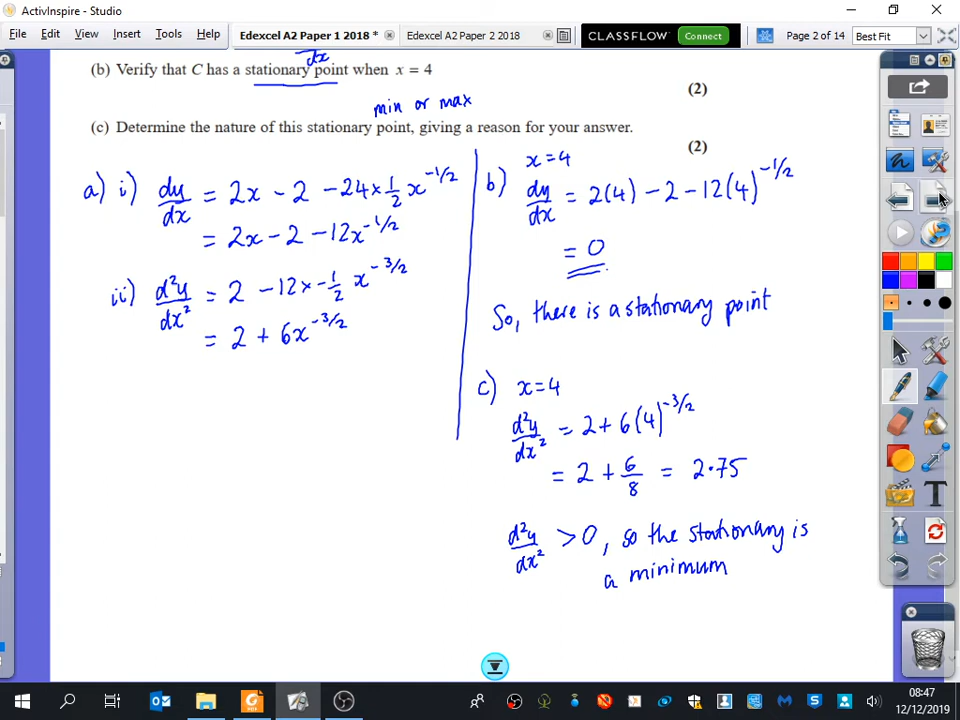 ActivInspire - Studio
File Edit View Insert Tools Help
Edexcel A2 Paper 1 2018 *
Edexcel A2 Paper 2 2018
CLASSFLOW Connect
Page 2 of 14
Best Fit
dx
(b) Verify that C has a stationary point when x = 4
(2)
min or max
(c) Determine the nature of this stationary point, giving a reason for your answer.
(2)
a) i) dy/dx = 2x - 2 - 24 × 1/2 x^(-1/2)
= 2x - 2 - 12x^(-1/2)
ii) d²y/dx² = 2 - 12 × -1/2 x^(-3/2)
= 2 + 6x^(-3/2)
b) x = 4
dy/dx = 2(4) - 2 - 12(4)^(-1/2)
= 0
So, there is a stationary point
c) x = 4
d²y/dx² = 2 + 6(4)^(-3/2)
= 2 + 6/8 = 2.75
d²y/dx² > 0, so the stationary is
a minimum
08:47
12/12/2019